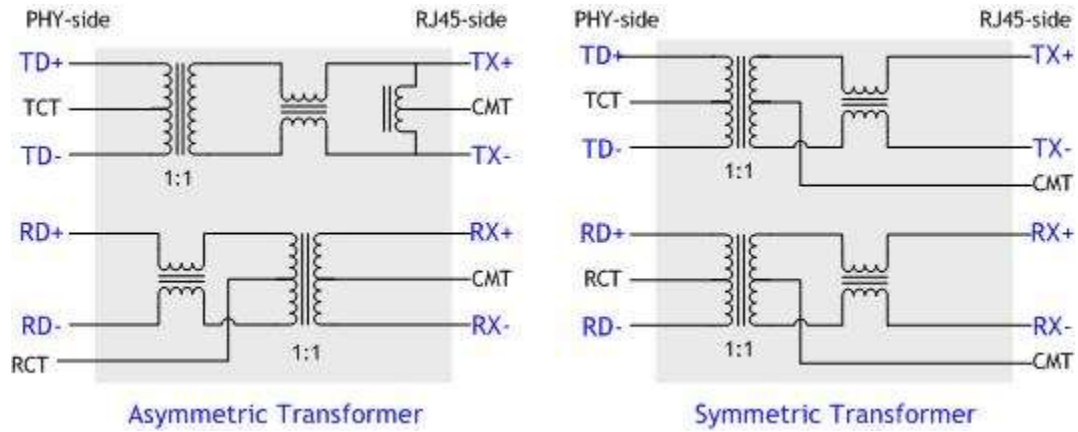 PHY-side RJ45-side
TD+ TX+
TCT CMT
TD- TX-
1:1
RD+ RX+
CMT
RD- RX-
RCT 1:1
Asymmetric Transformer
PHY-side RJ45-side
TD+ TX+
TCT
TD- TX-
1:1 CMT
RD+ RX+
RCT
RD- RX-
1:1 CMT
Symmetric Transformer